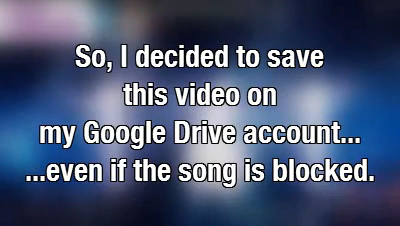 So, I decided to save
this video on
my Google Drive account...
...even if the song is blocked.